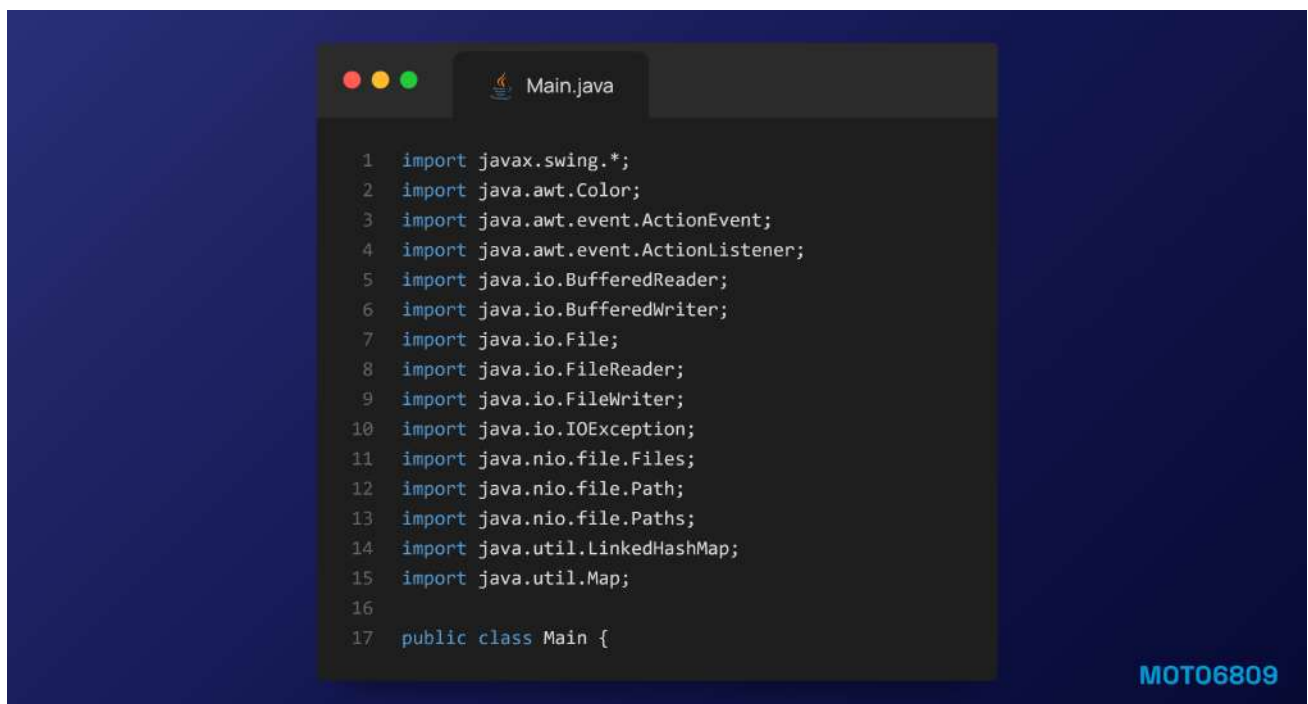 Main.java
1 import javax.swing.*;
2 import java.awt.Color;
3 import java.awt.event.ActionEvent;
4 import java.awt.event.ActionListener;
5 import java.io.BufferedReader;
6 import java.io.BufferedWriter;
7 import java.io.File;
8 import java.io.FileReader;
9 import java.io.FileWriter;
10 import java.io.IOException;
11 import java.nio.file.Files;
12 import java.nio.file.Path;
13 import java.nio.file.Paths;
14 import java.util.LinkedHashMap;
15 import java.util.Map;
16
17 public class Main {
MOTO6809